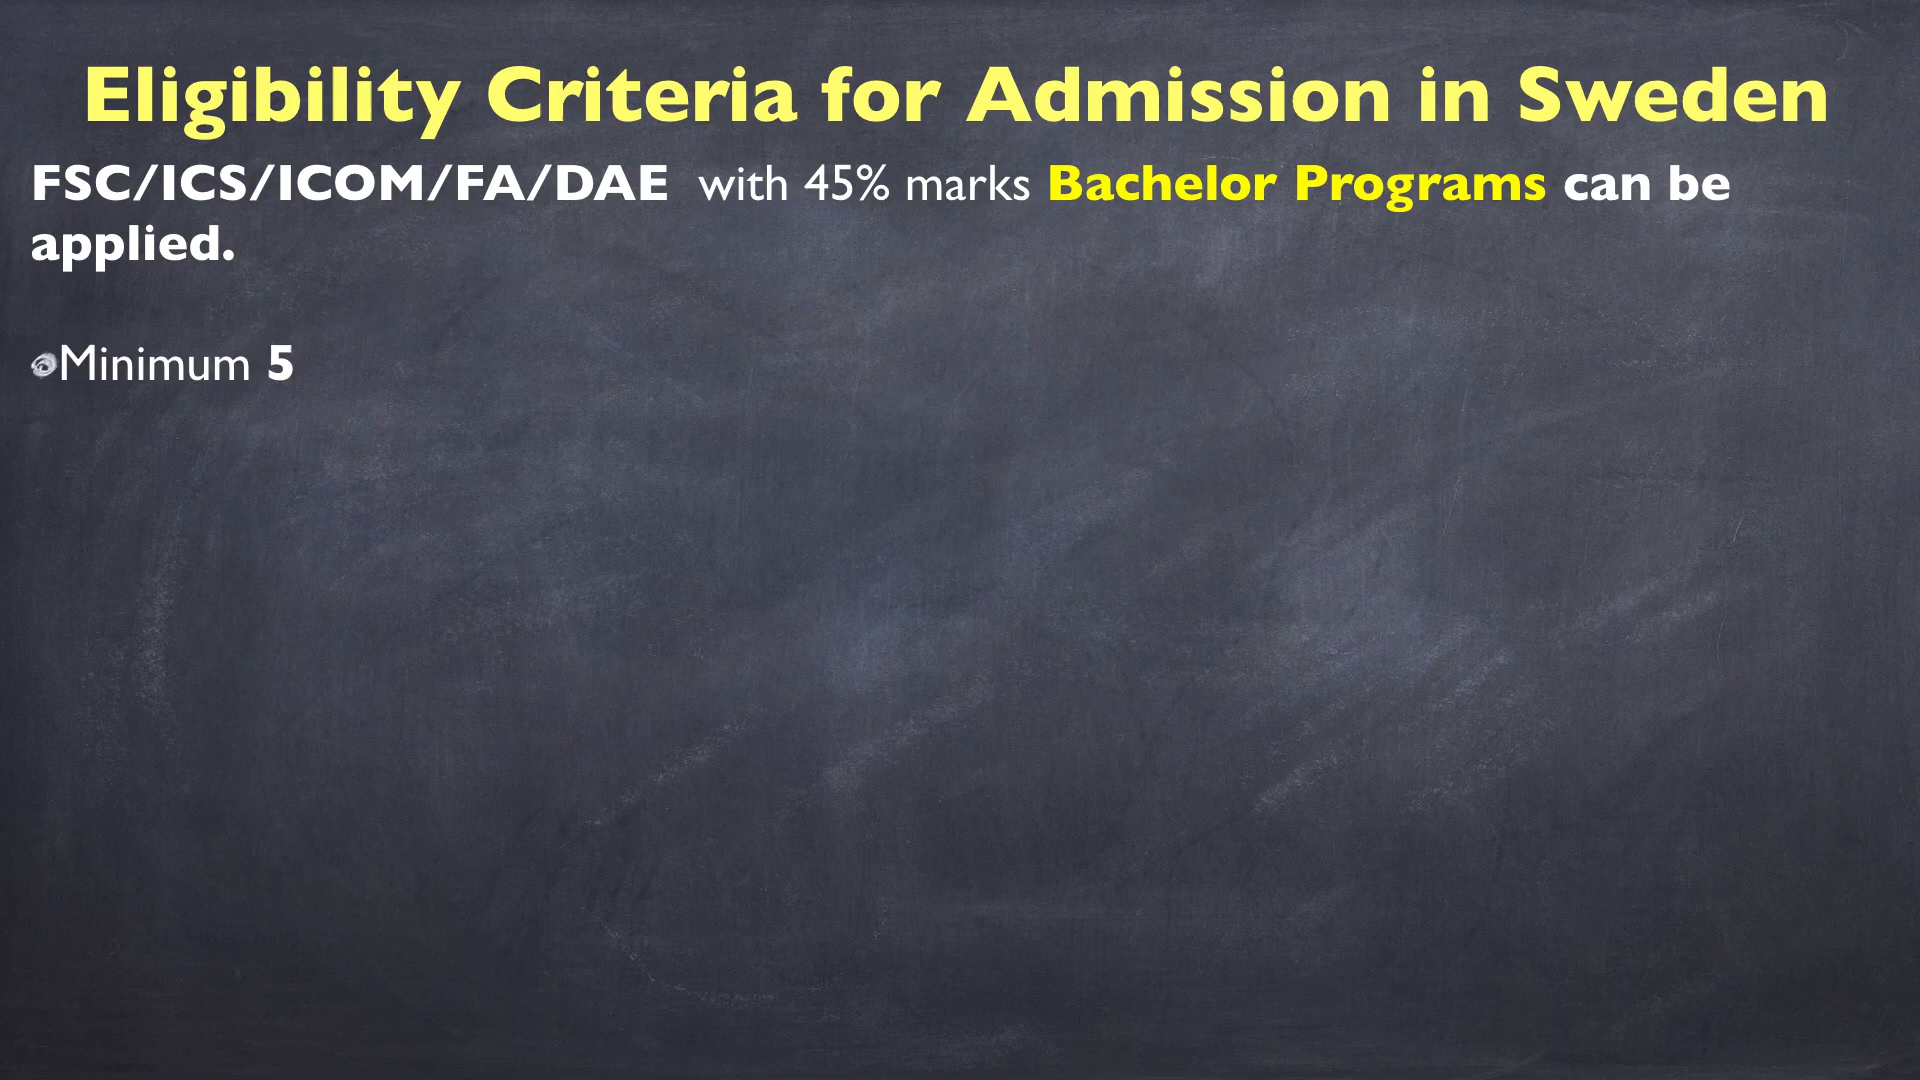 Eligibility Criteria for Admission in Sweden
FSC/ICS/ICOM/FA/DAE with 45% marks Bachelor Programs can be
applied.
Minimum 5